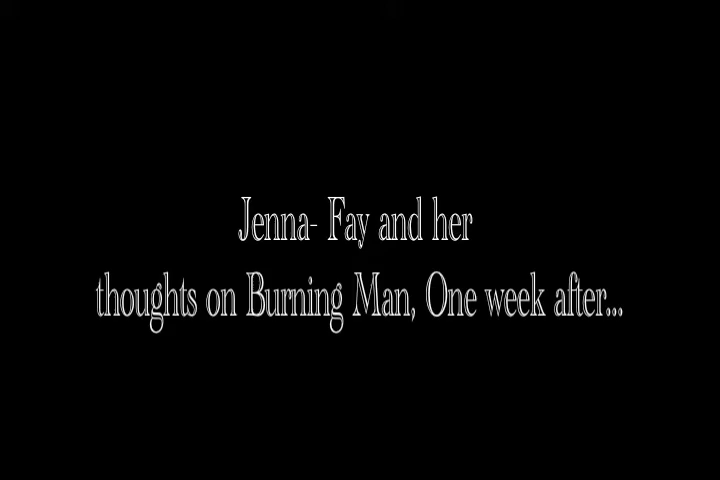 Jenna- Fay and her
thoughts on Burning Man, One week after...